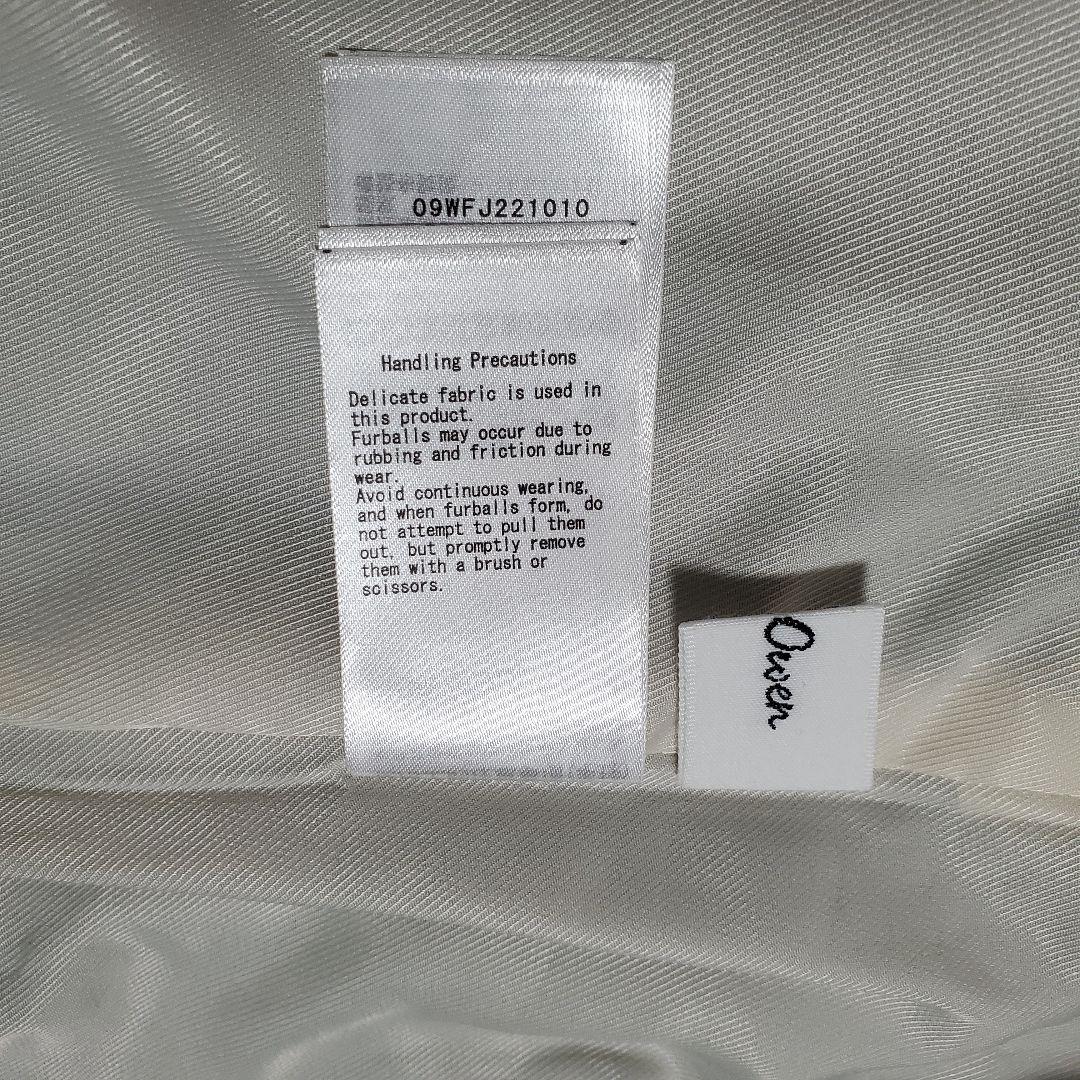 09WFJ221010
Handling Precautions
Delicate fabric is used in
this product.
Furballs may occur due to
rubbing and friction during
wear.
Avoid continuous wearing,
and when furballs form, do
not attempt to pull them
out, but promptly remove
them with a brush or
scissors.
Owen